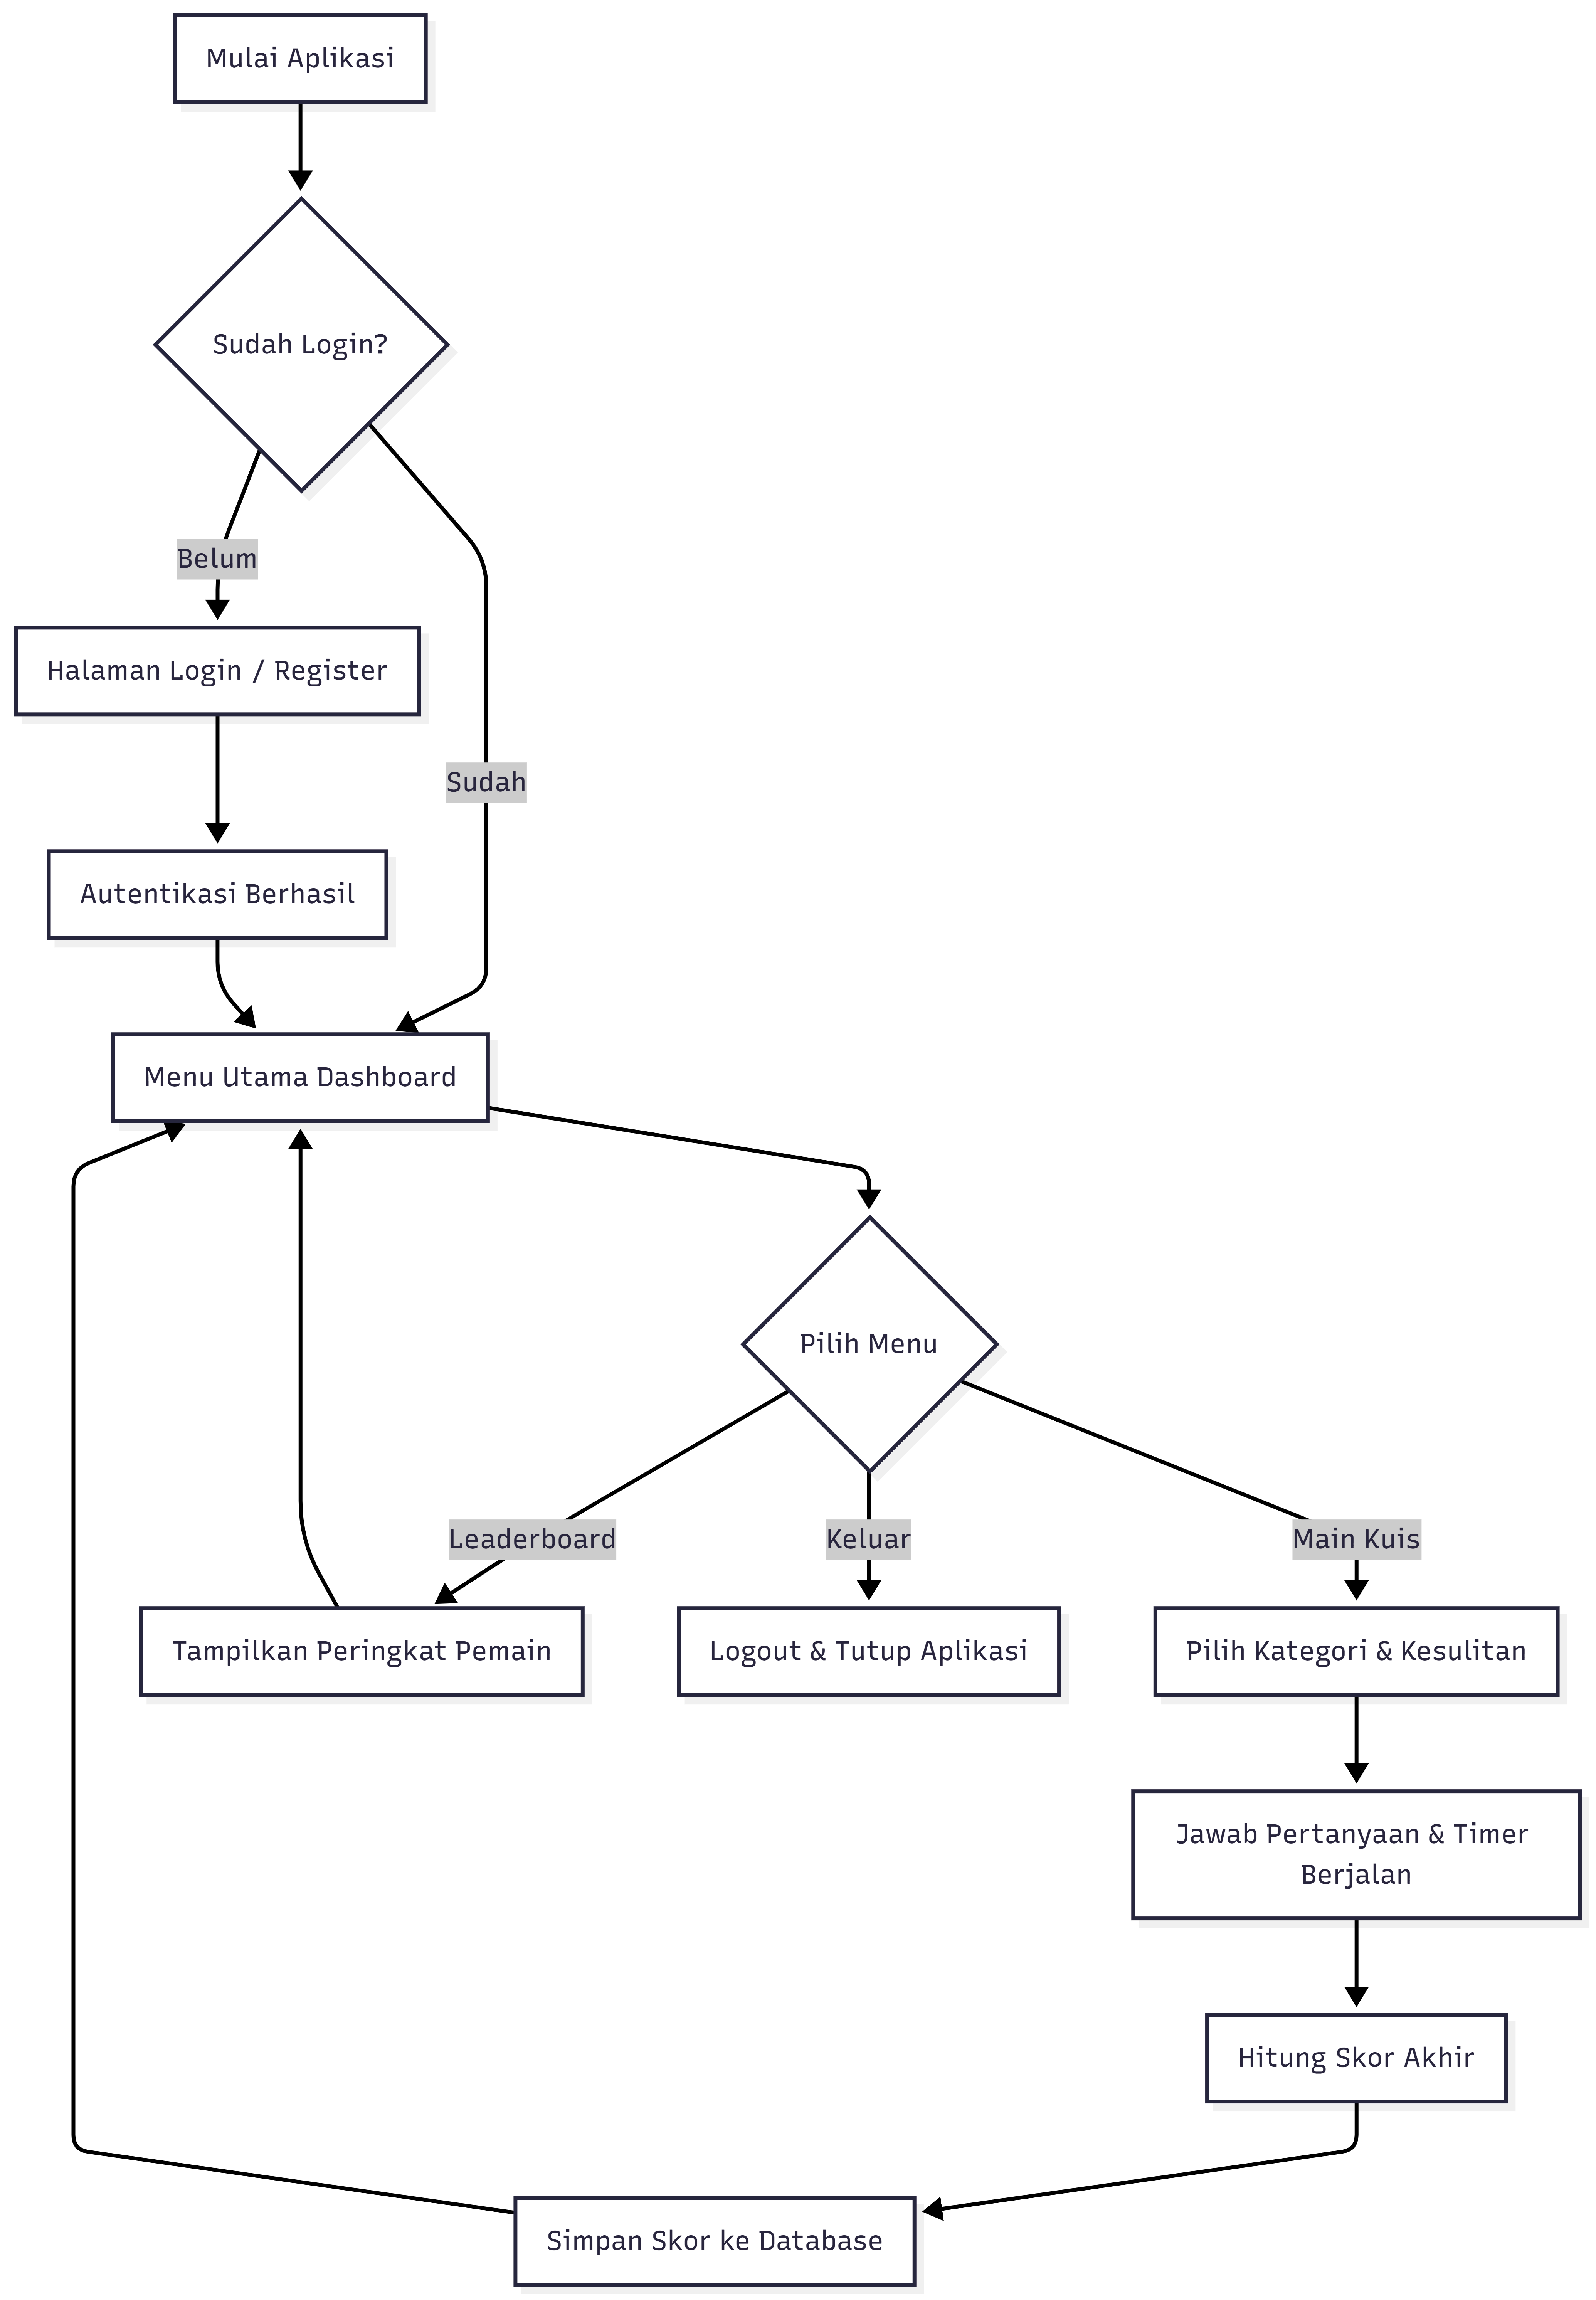 Mulai Aplikasi
Sudah Login?
Belum
Halaman Login / Register
Sudah
Autentikasi Berhasil
Menu Utama Dashboard
Pilih Menu
Leaderboard
Keluar
Main Kuis
Tampilkan Peringkat Pemain
Logout & Tutup Aplikasi
Pilih Kategori & Kesulitan
Jawab Pertanyaan & Timer
Berjalan
Hitung Skor Akhir
Simpan Skor ke Database